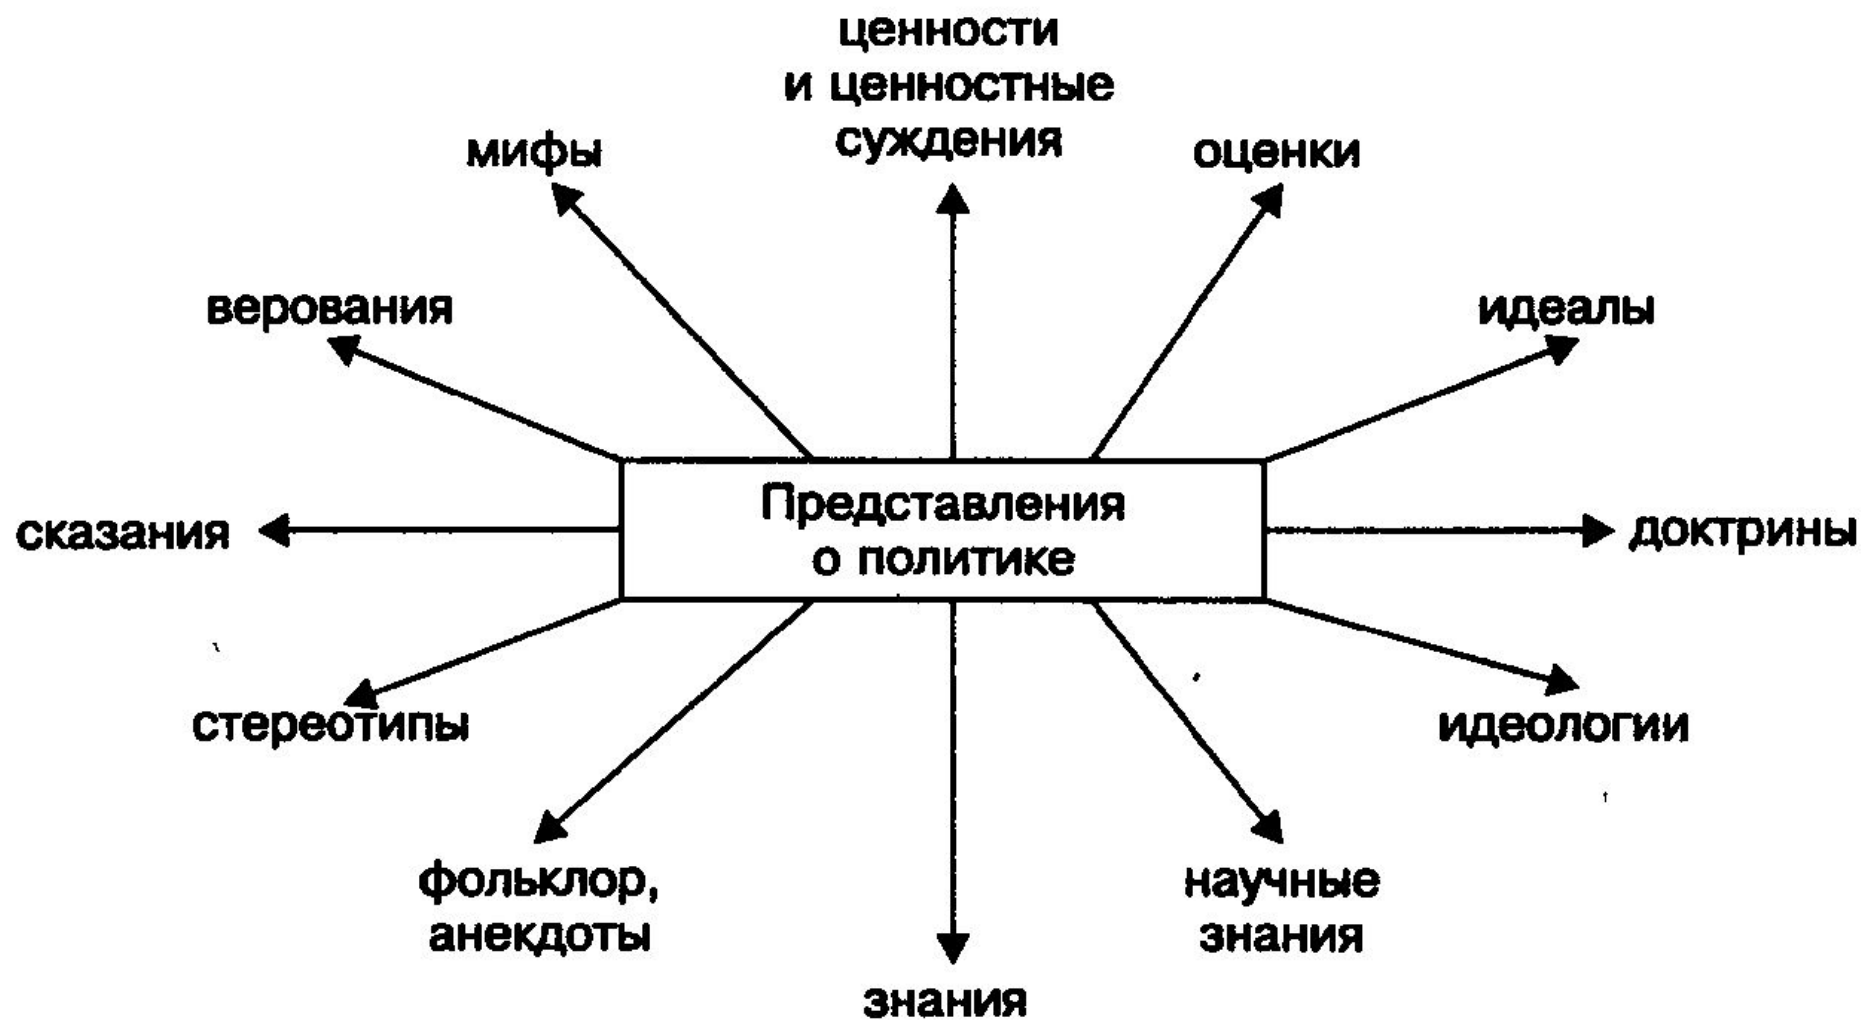 ценности
и ценностные
суждения
мифы
оценки
верования
идеалы
Представления
о политике
сказания
доктрины
стереотипы
идеологии
фольклор,
анекдоты
научные
знания
знания